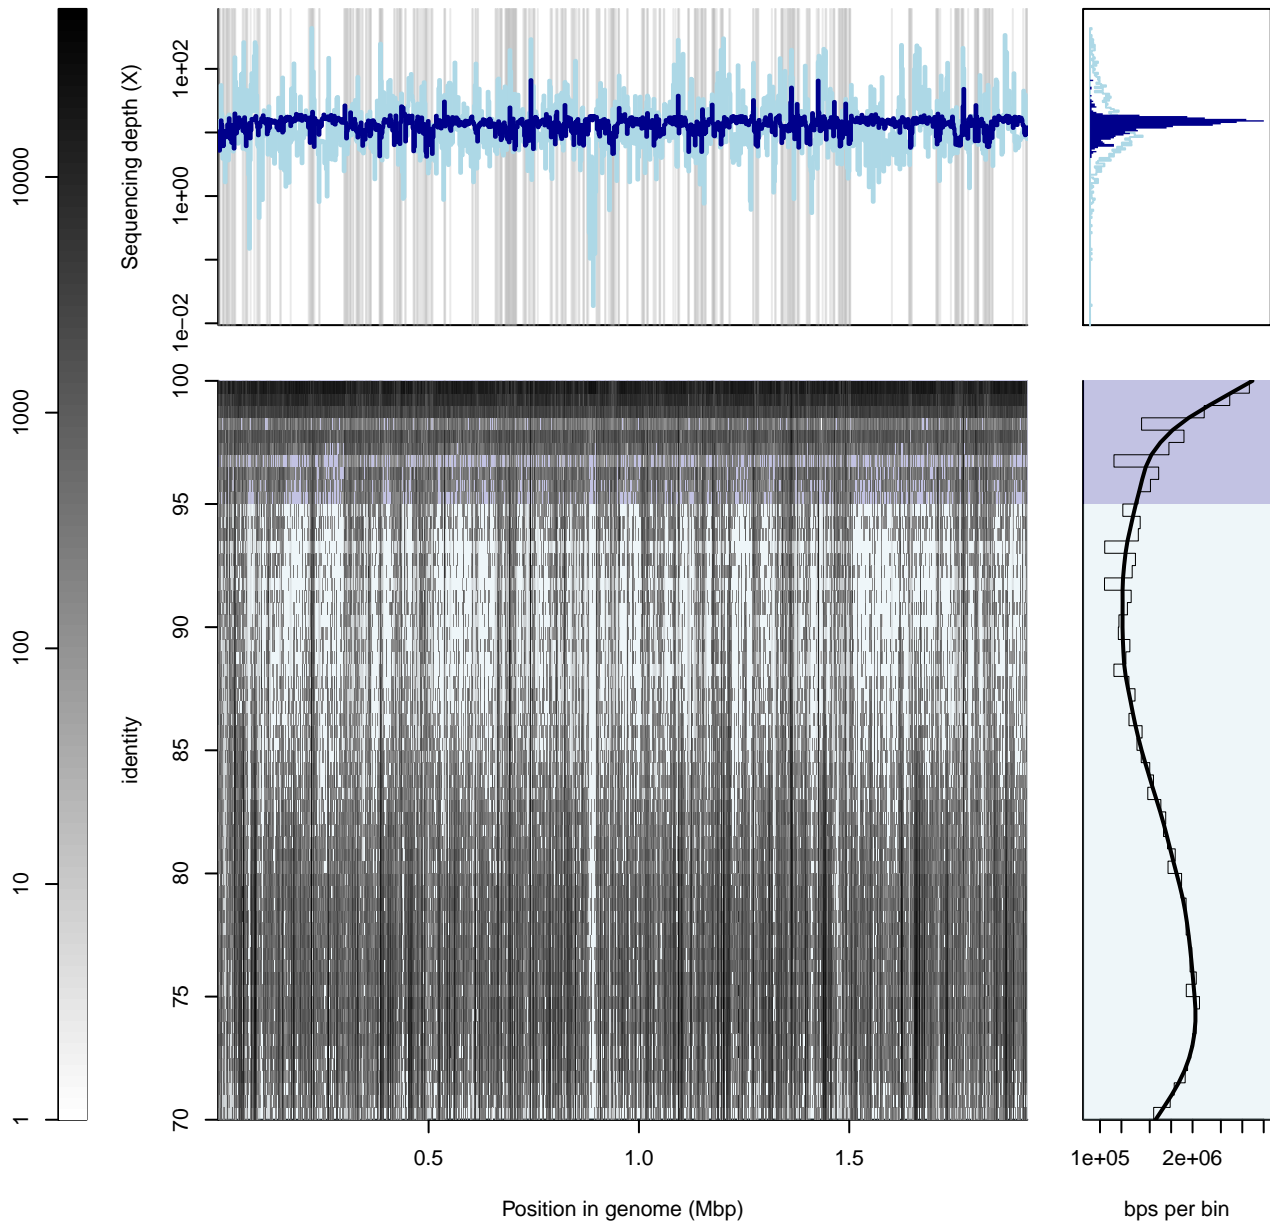 10000
1000
100
10
1
Sequencing depth (X)
1e+02
1e+00
1e-02
identity
100
95
90
85
80
75
70
0.5
1.0
1.5
Position in genome (Mbp)
1e+05
2e+06
bps per bin